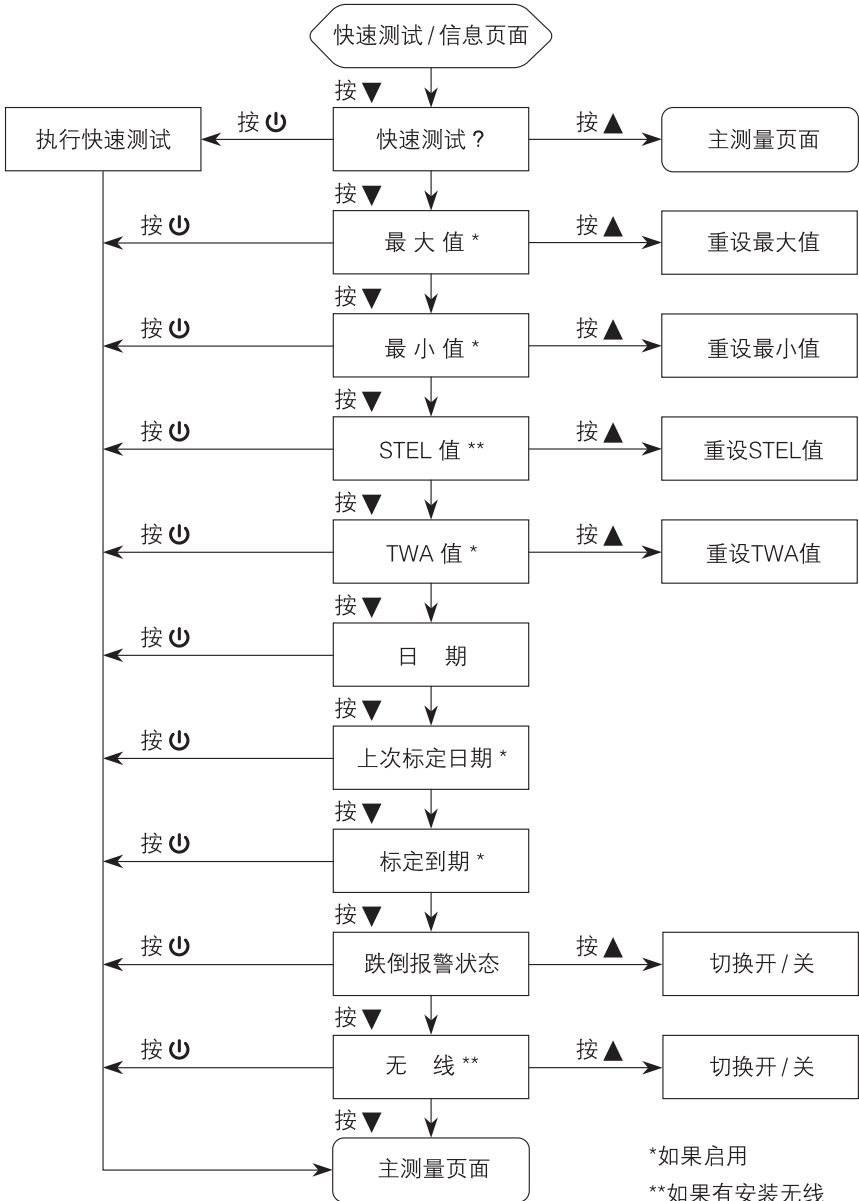 快速测试 / 信息页面
按 ▼
执行快速测试
按 ⏻
快速测试 ?
按 ▲
主测量页面
按 ▼
按 ⏻
最 大 值 *
按 ▲
重设最大值
按 ▼
按 ⏻
最 小 值 *
按 ▲
重设最小值
按 ▼
按 ⏻
STEL 值 **
按 ▲
重设STEL值
按 ▼
按 ⏻
TWA 值 *
按 ▲
重设TWA值
按 ▼
按 ⏻
日 期
按 ▼
按 ⏻
上次标定日期 *
按 ▼
按 ⏻
标定到期 *
按 ▼
按 ⏻
跌倒报警状态
按 ▲
切换开 / 关
按 ▼
按 ⏻
无 线 **
按 ▲
切换开 / 关
按 ▼
主测量页面
*如果启用
**如果有安装无线